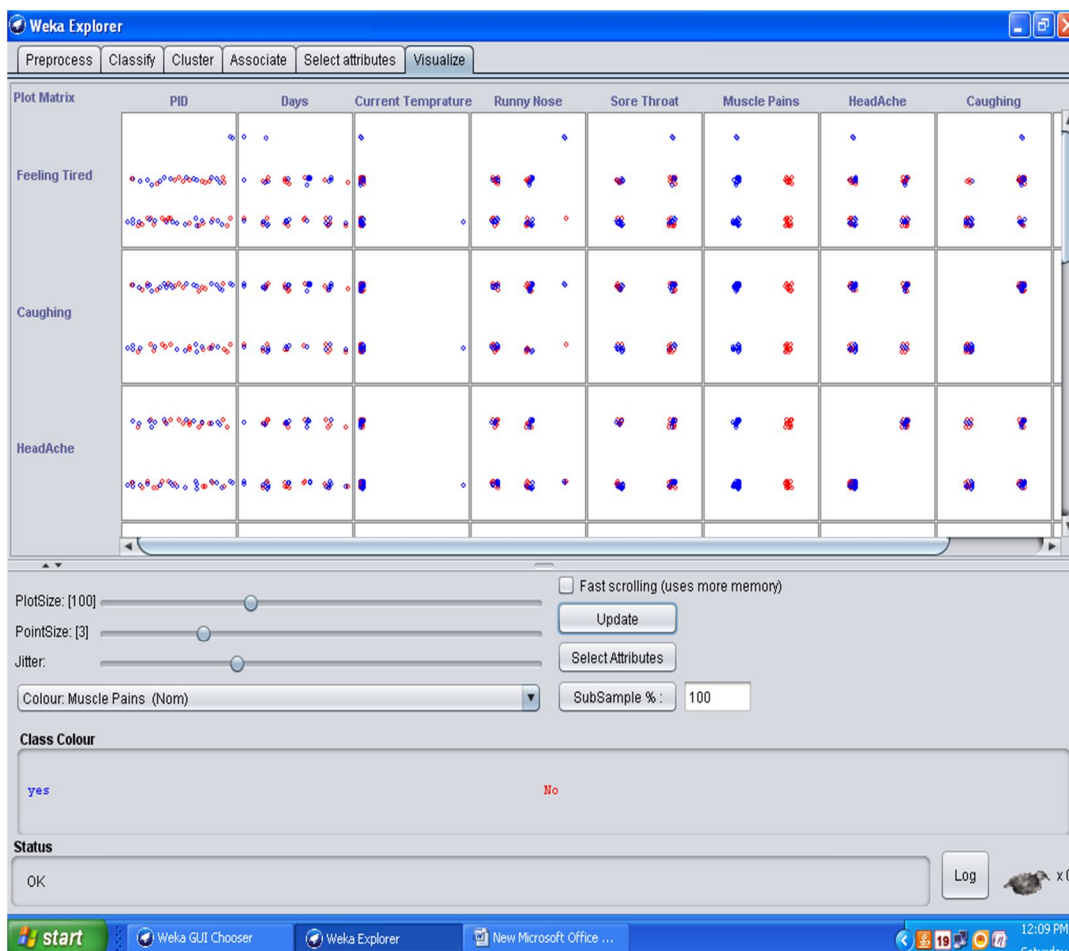 Weka Explorer
Preprocess Classify Cluster Associate Select attributes Visualize
Plot Matrix PID Days Current Temprature Runny Nose Sore Throat Muscle Pains HeadAche Caughing
Feeling Tired
Caughing
HeadAche
PlotSize: [100]
PointSize: [3]
Jitter:
Fast scrolling (uses more memory)
Update
Select Attributes
Colour: Muscle Pains (Nom)
SubSample % : 100
Class Colour
yes No
Status
OK
Log
x 0
start Weka GUI Chooser Weka Explorer New Microsoft Office ... 19 12:09 PM
Saturday